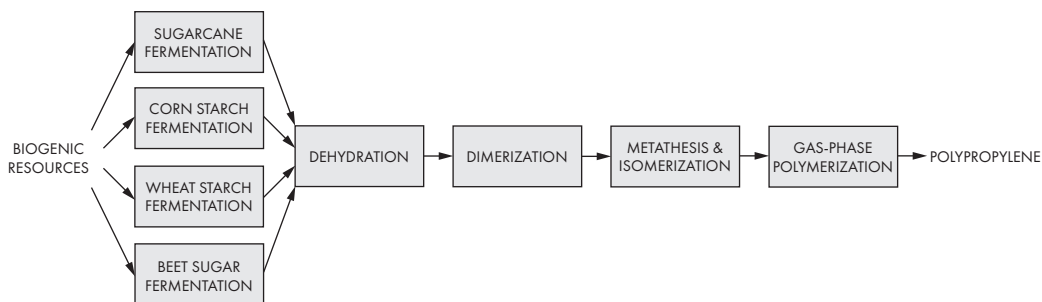 BIOGENIC
RESOURCES
SUGARCANE
FERMENTATION
CORN STARCH
FERMENTATION
WHEAT STARCH
FERMENTATION
BEET SUGAR
FERMENTATION
DEHYDRATION
DIMERIZATION
METATHESIS &
ISOMERIZATION
GAS-PHASE
POLYMERIZATION
POLYPROPYLENE